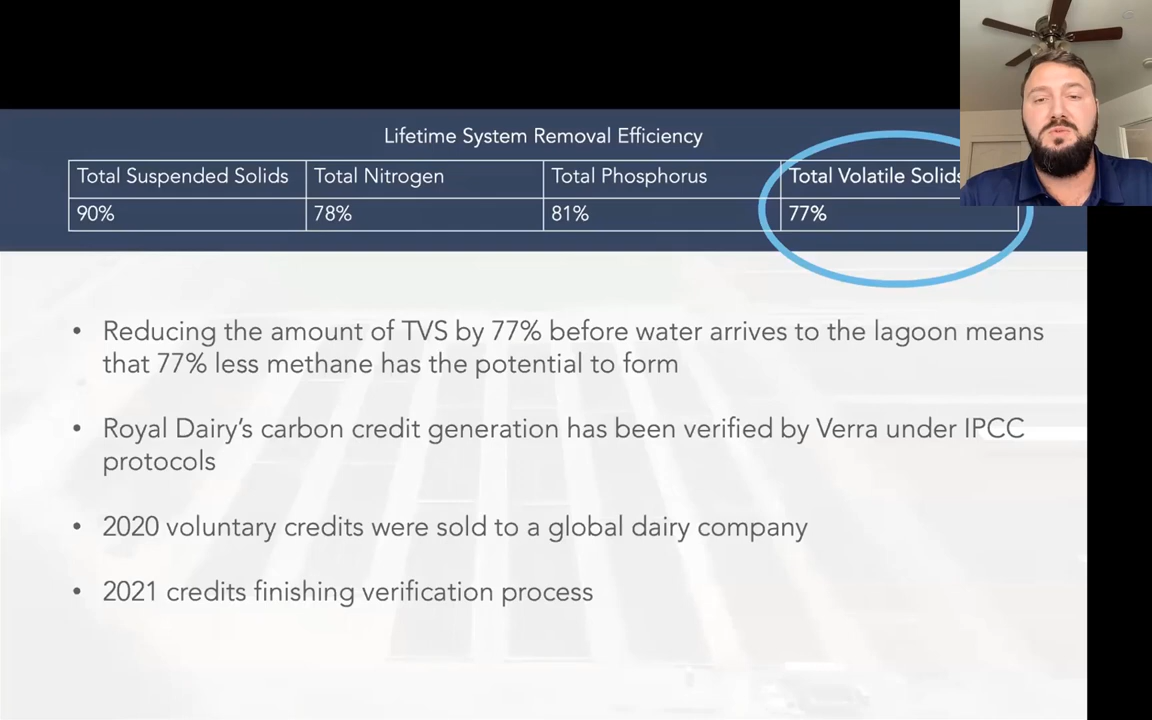 Lifetime System Removal Efficiency
Total Suspended Solids Total Nitrogen Total Phosphorus Total Volatile Solids
90% 78% 81% 77%
• Reducing the amount of TVS by 77% before water arrives to the lagoon means
that 77% less methane has the potential to form
• Royal Dairy’s carbon credit generation has been verified by Verra under IPCC
protocols
• 2020 voluntary credits were sold to a global dairy company
• 2021 credits finishing verification process